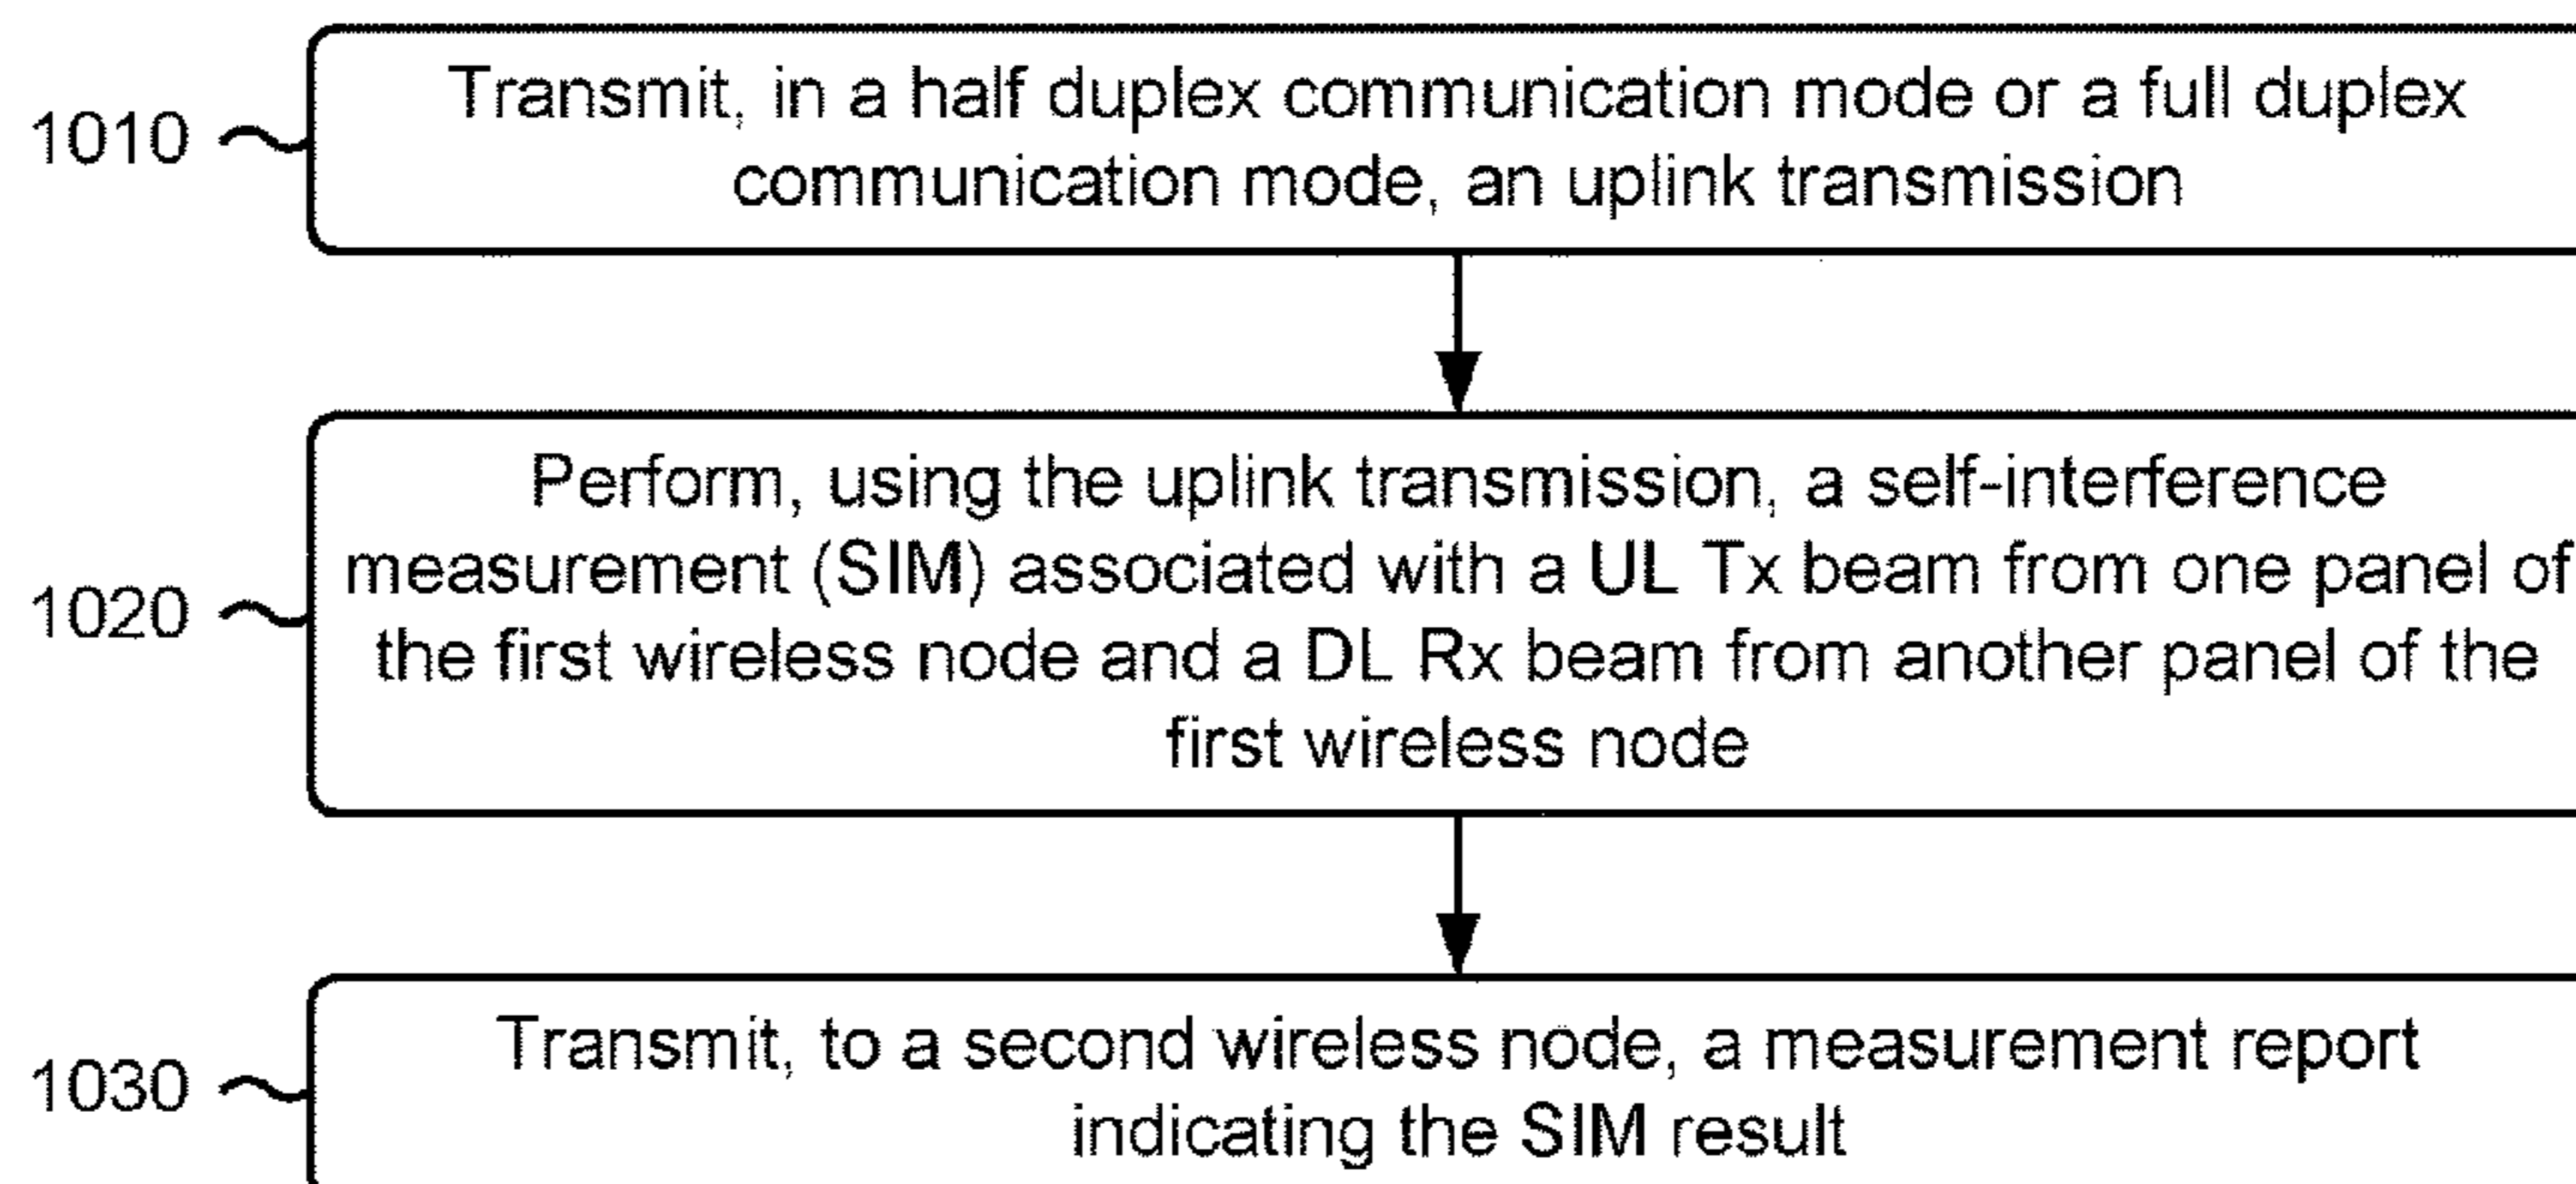 1010
Transmit, in a half duplex communication mode or a full duplex
communication mode, an uplink transmission
1020
Perform, using the uplink transmission, a self-interference
measurement (SIM) associated with a UL Tx beam from one panel of
the first wireless node and a DL Rx beam from another panel of the
first wireless node
1030
Transmit, to a second wireless node, a measurement report
indicating the SIM result